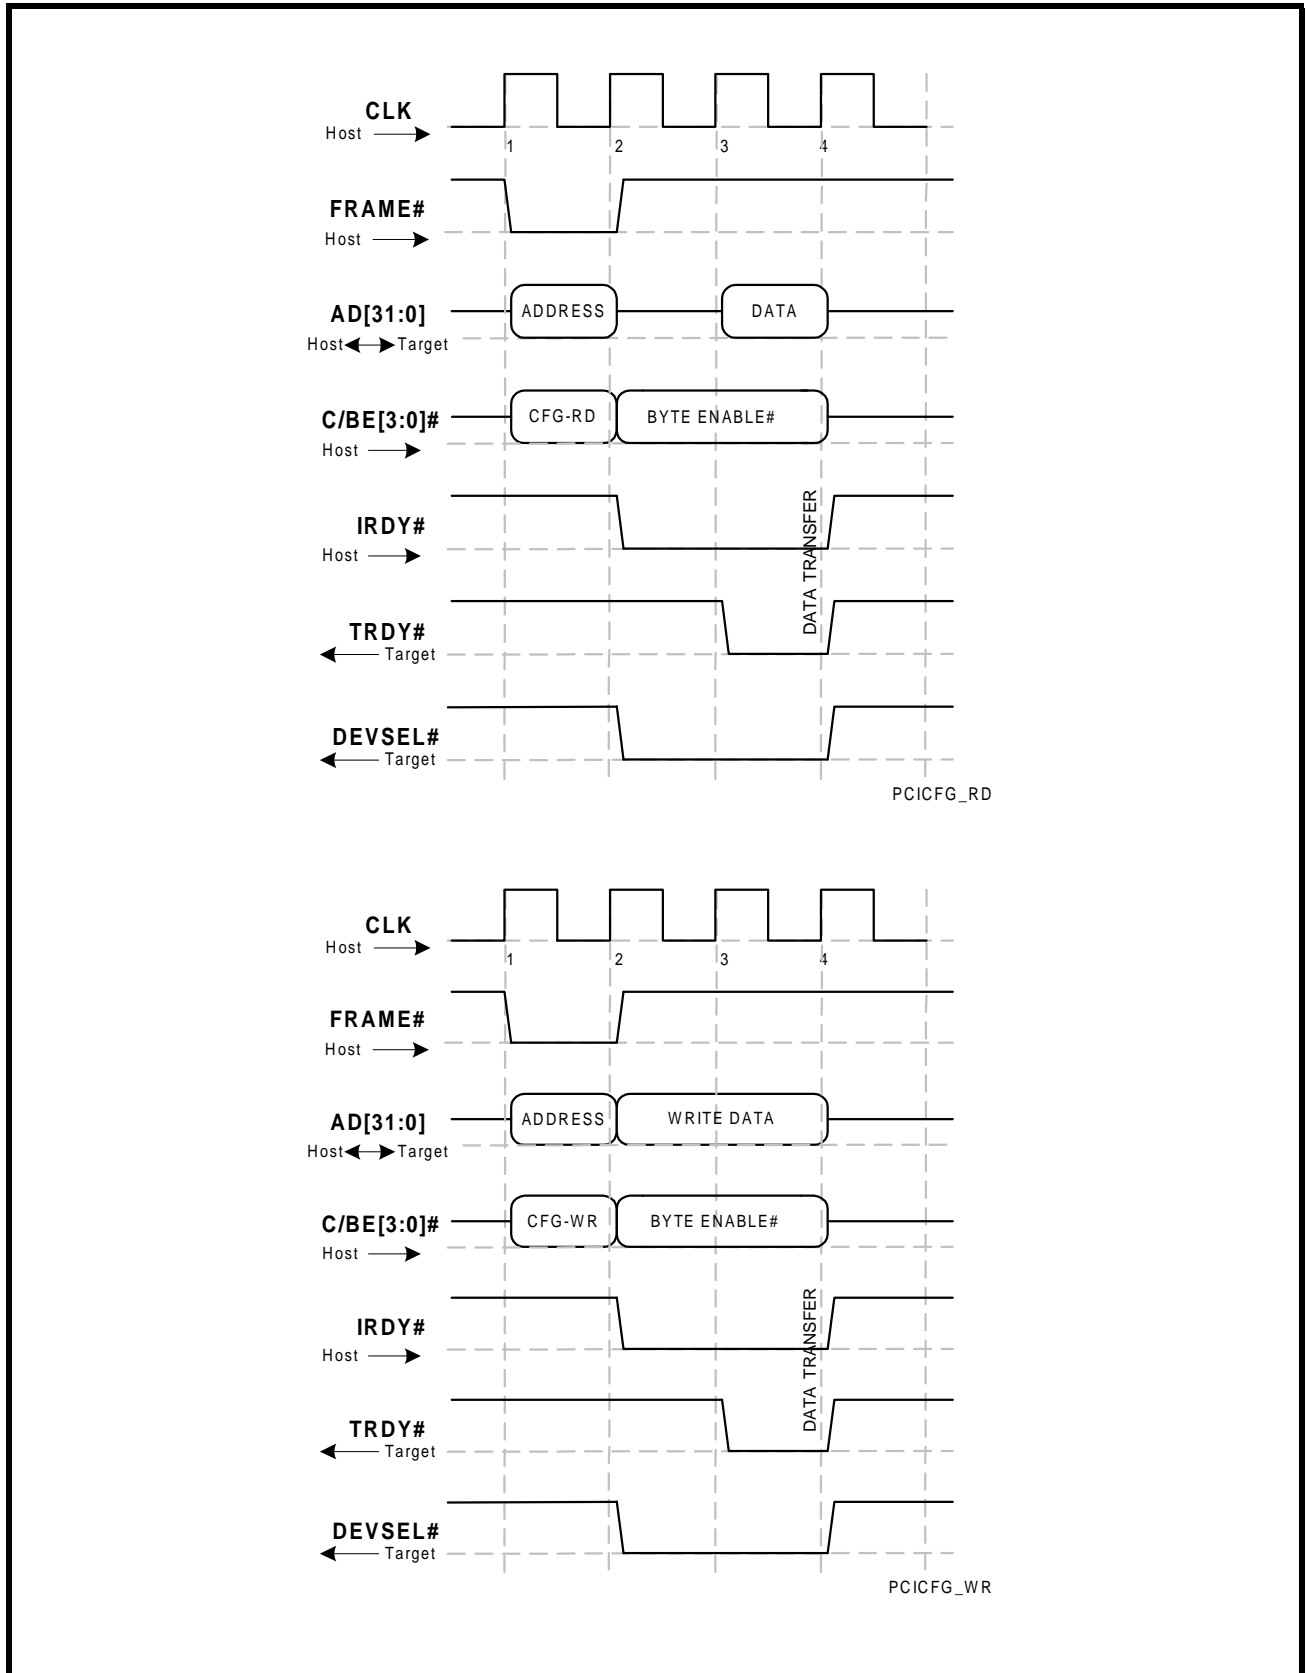 CLK
Host
1 2 3 4
FRAME#
Host
AD[31:0]
ADDRESS DATA
Host Target
C/BE[3:0]#
CFG-RD BYTE ENABLE#
Host
IRDY#
Host
DATA TRANSFER
TRDY#
Target
DEVSEL#
Target
PCICFG_RD
CLK
Host
1 2 3 4
FRAME#
Host
AD[31:0]
ADDRESS WRITE DATA
Host Target
C/BE[3:0]#
CFG-WR BYTE ENABLE#
Host
IRDY#
Host
DATA TRANSFER
TRDY#
Target
DEVSEL#
Target
PCICFG_WR